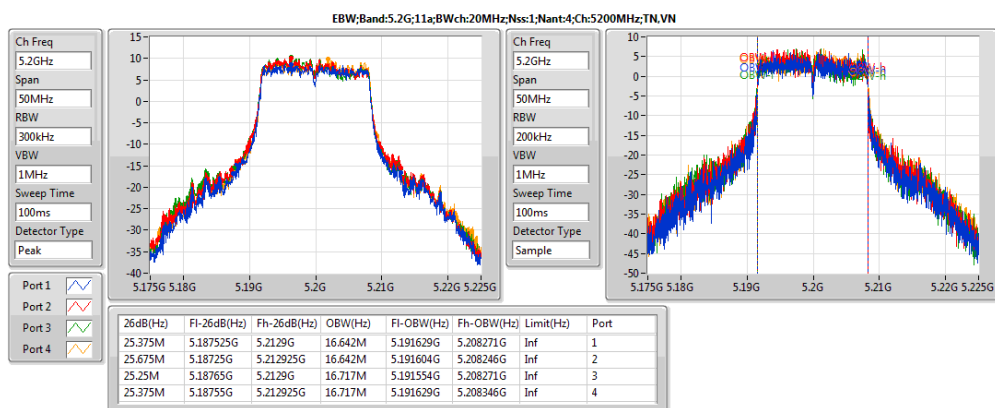 EBW;Band:5.2G;11a;BWch:20MHz;Nss:1;Nant:4;Ch:5200MHz;TN,VN
Ch Freq
5.2GHz
Span
50MHz
RBW
300kHz
VBW
1MHz
Sweep Time
100ms
Detector Type
Peak
15
10
5
0
-5
-10
-15
-20
-25
-30
-35
-40
5.175G 5.18G 5.19G 5.2G 5.21G 5.22G 5.225G
Ch Freq
5.2GHz
Span
50MHz
RBW
200kHz
VBW
1MHz
Sweep Time
100ms
Detector Type
Sample
10
5
0
-5
-10
-15
-20
-25
-30
-35
-40
-45
-50
5.175G 5.18G 5.19G 5.2G 5.21G 5.22G 5.225G
Port 1
Port 2
Port 3
Port 4
26dB(Hz) Fl-26dB(Hz) Fh-26dB(Hz) OBW(Hz) Fl-OBW(Hz) Fh-OBW(Hz) Limit(Hz) Port
25.375M 5.187525G 5.2129G 16.642M 5.191629G 5.208271G Inf 1
25.675M 5.18725G 5.212925G 16.642M 5.191604G 5.208246G Inf 2
25.25M 5.18765G 5.2129G 16.717M 5.191554G 5.208271G Inf 3
25.375M 5.18755G 5.212925G 16.717M 5.191629G 5.208346G Inf 4